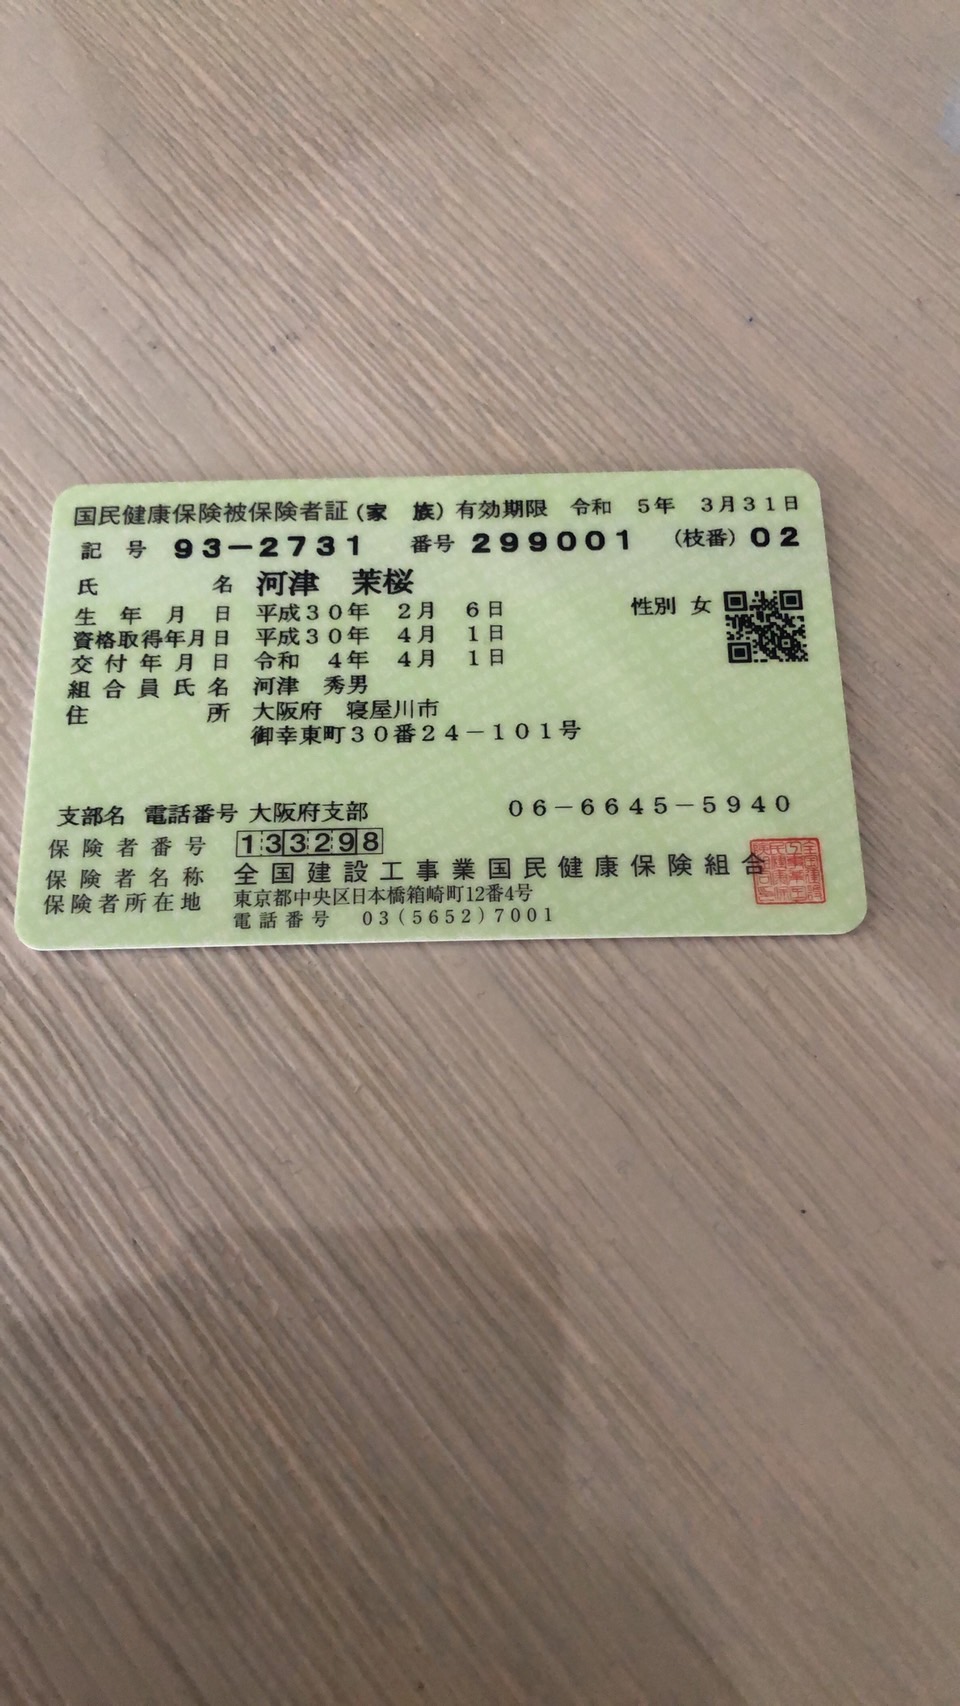 国民健康保険被保険者証(家 族) 有効期限 令和 5年 3月31日
記号 93-2731 番号 299001 (枝番) 02
氏名 河津 茉桜
生年月日 平成30年 2月 6日 性別 女
資格取得年月日 平成30年 4月 1日
交付年月日 令和 4年 4月 1日
組合員氏名 河津 秀男
住所 大阪府 寝屋川市
御幸東町30番24-101号
支部名 電話番号 大阪府支部 06-6645-5940
保険者番号 133298
保険者名称 全国建設工事業国民健康保険組合
保険者所在地 東京都中央区日本橋箱崎町12番4号
電話番号 03(5652)7001